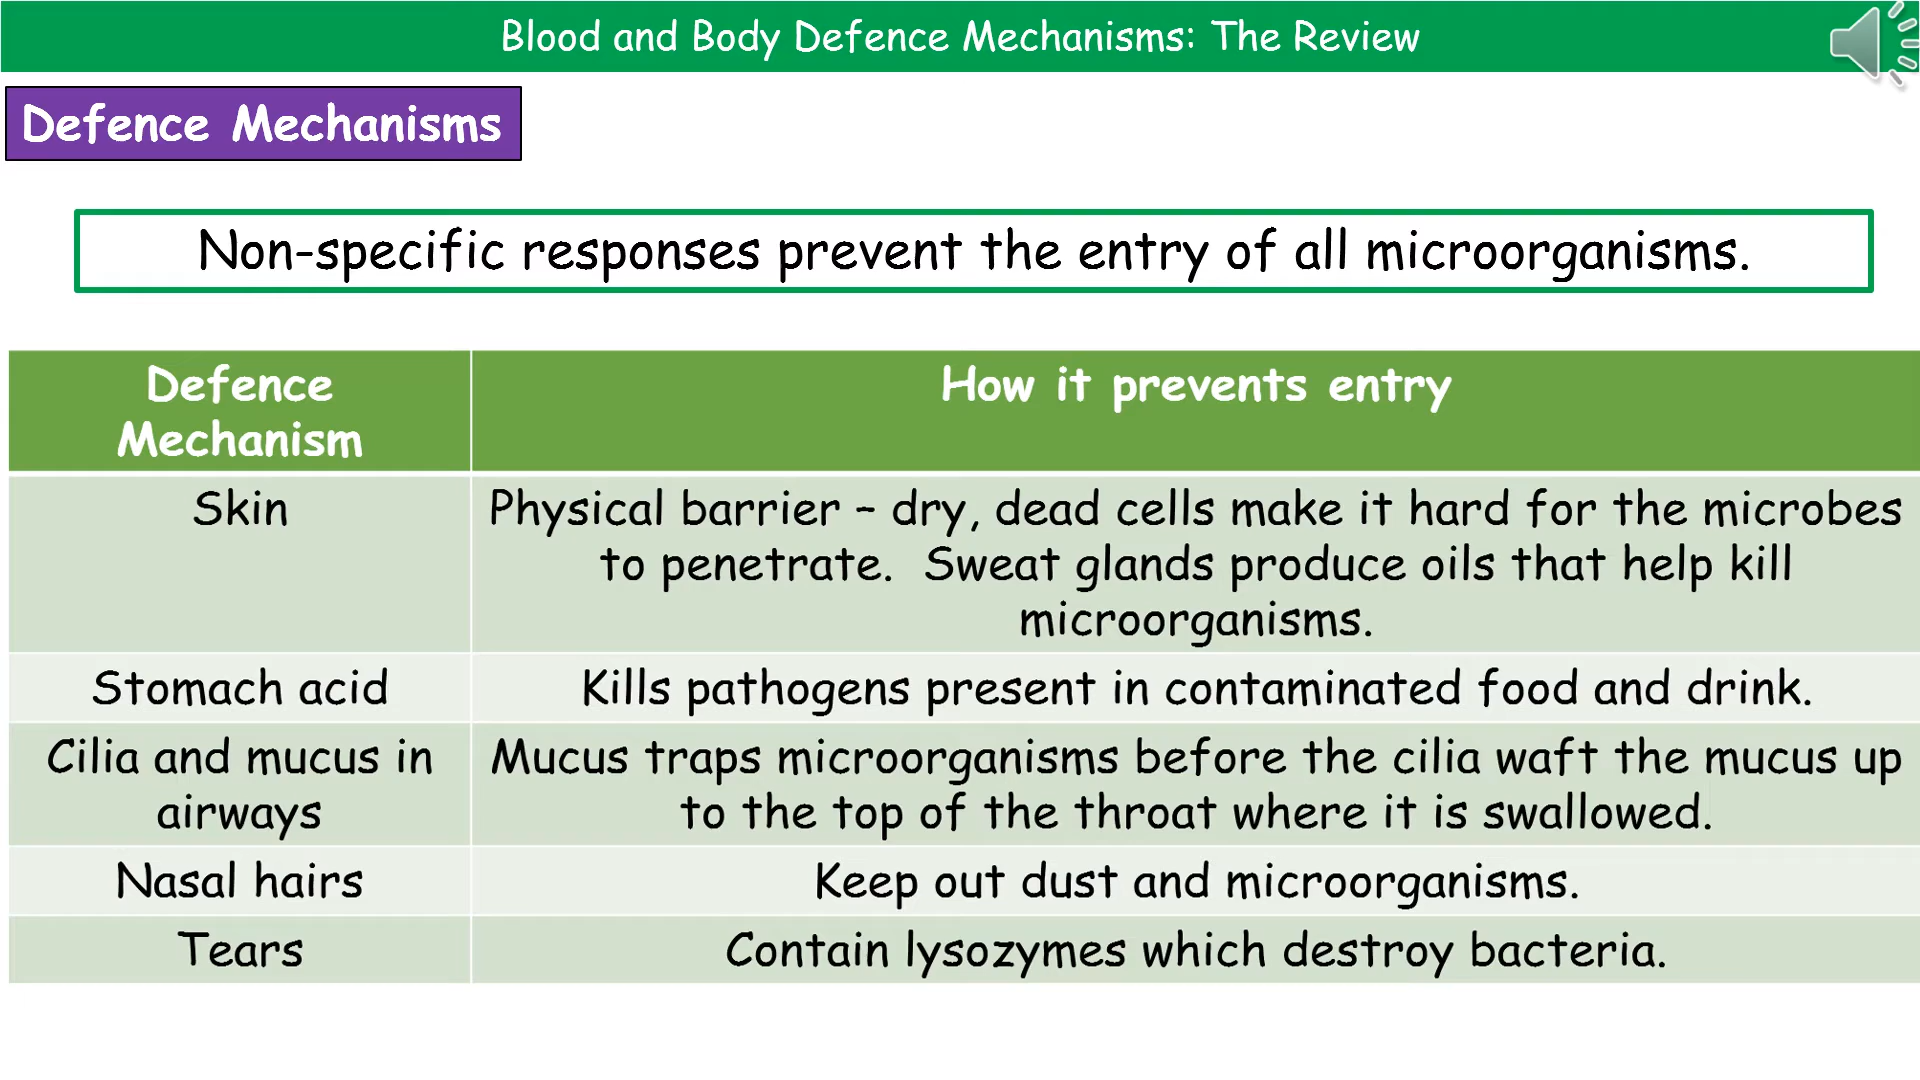 Blood and Body Defence Mechanisms: The Review
Defence Mechanisms
Non-specific responses prevent the entry of all microorganisms.
Defence
Mechanism
How it prevents entry
Skin
Physical barrier – dry, dead cells make it hard for the microbes
to penetrate.  Sweat glands produce oils that help kill
microorganisms.
Stomach acid
Kills pathogens present in contaminated food and drink.
Cilia and mucus in
airways
Mucus traps microorganisms before the cilia waft the mucus up
to the top of the throat where it is swallowed.
Nasal hairs
Keep out dust and microorganisms.
Tears
Contain lysozymes which destroy bacteria.